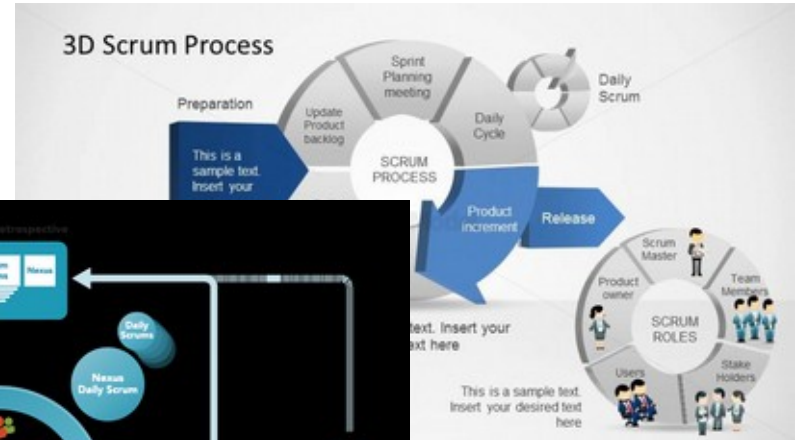 3D Scrum Process
Sprint
Planning
meeting
Daily
Scrum
Preparation
Update
Product
backlog
Daily
Cycle
This is a
sample text.
Insert your
SCRUM
PROCESS
Product
increment
Release
etrospective
Nexus
Daily
Scrums
Nexus
Daily Scrum
text. Insert your
ext here
Scrum
Master
Product
owner
Team
Members
SCRUM
ROLES
Users
Stake
Holders
This is a sample text.
Insert your desired text
here